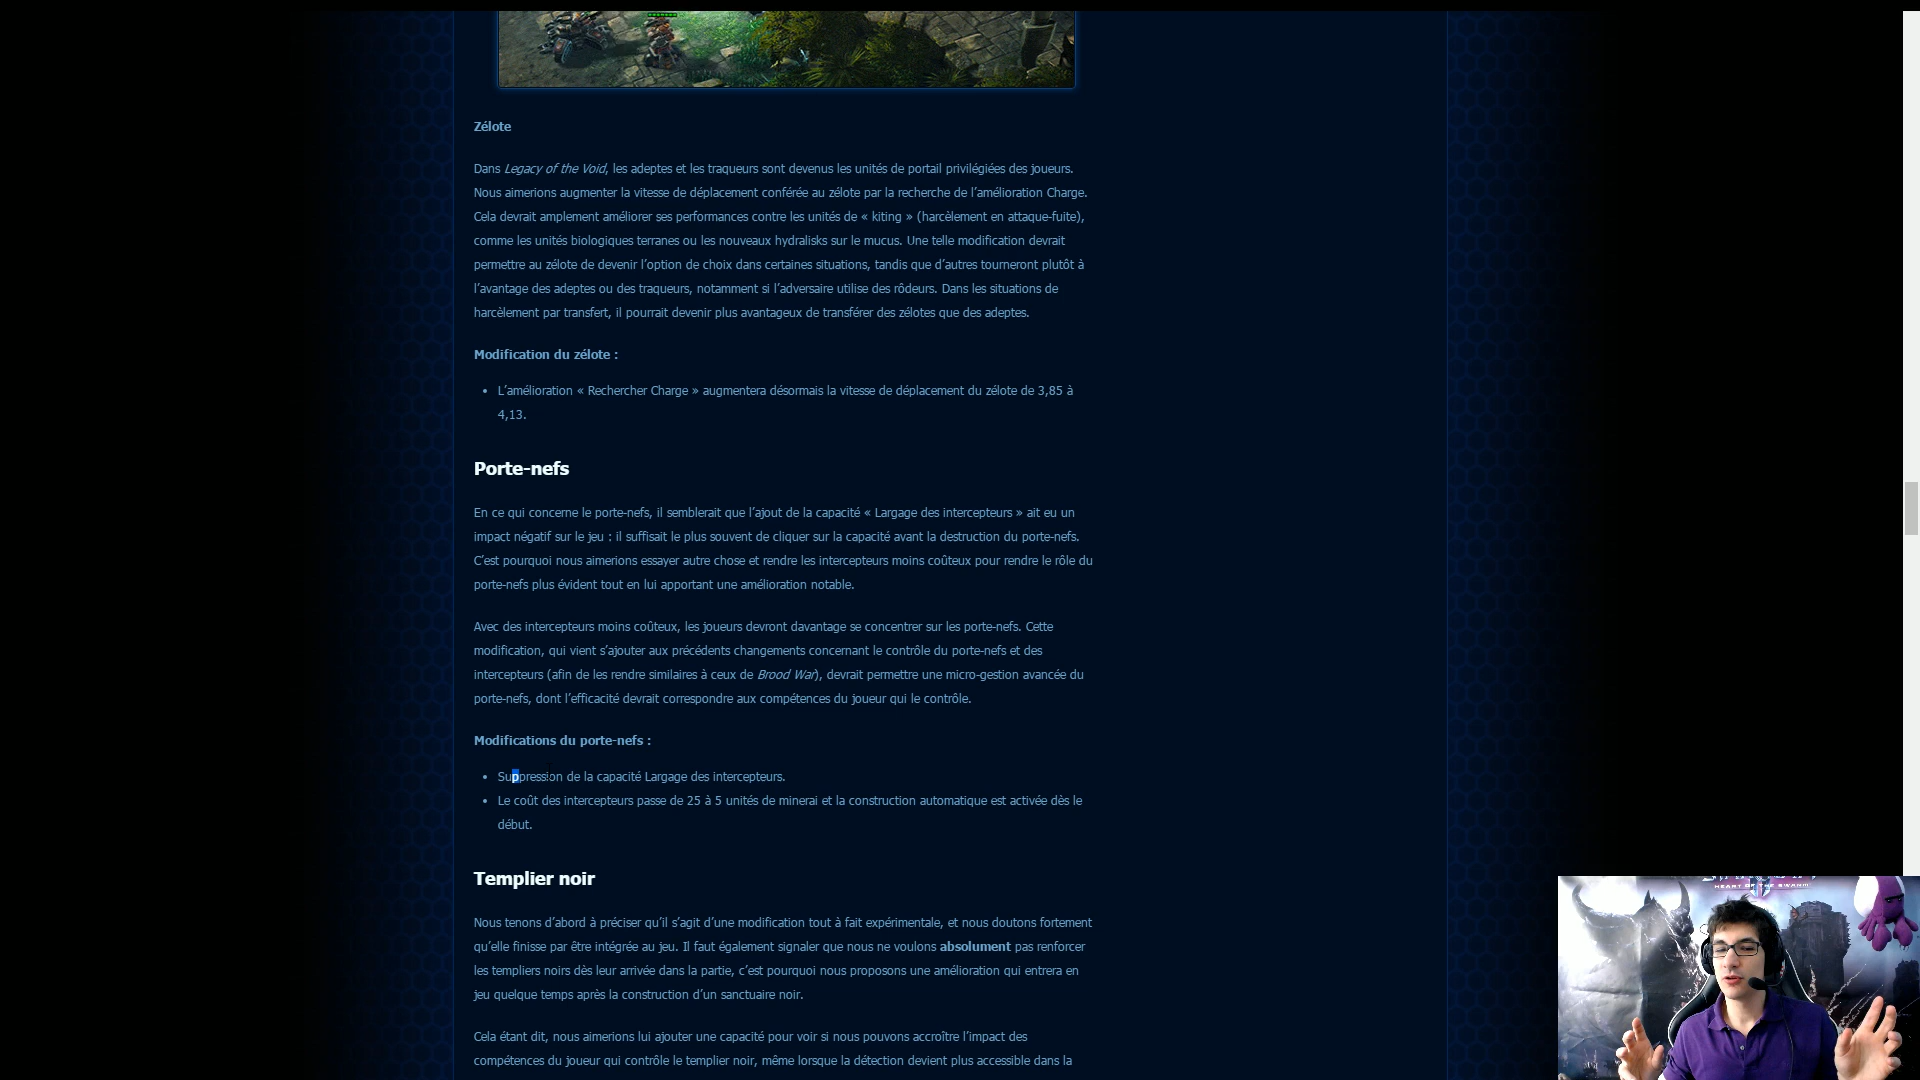 Zélote
Dans Legacy of the Void, les adeptes et les traqueurs sont devenus les unités de portail privilégiées des joueurs.
Nous aimerions augmenter la vitesse de déplacement conférée au zélote par la recherche de l’amélioration Charge.
Cela devrait amplement améliorer ses performances contre les unités de « kiting » (harcèlement en attaque-fuite),
comme les unités biologiques terranes ou les nouveaux hydralisks sur le mucus. Une telle modification devrait
permettre au zélote de devenir l’option de choix dans certaines situations, tandis que d’autres tourneront plutôt à
l’avantage des adeptes ou des traqueurs, notamment si l’adversaire utilise des rôdeurs. Dans les situations de
harcèlement par transfert, il pourrait devenir plus avantageux de transférer des zélotes que des adeptes.
Modification du zélote :
• L’amélioration « Rechercher Charge » augmentera désormais la vitesse de déplacement du zélote de 3,85 à
4,13.
Porte-nefs
En ce qui concerne le porte-nefs, il semblerait que l’ajout de la capacité « Largage des intercepteurs » ait eu un
impact négatif sur le jeu : il suffisait le plus souvent de cliquer sur la capacité avant la destruction du porte-nefs.
C’est pourquoi nous aimerions essayer autre chose et rendre les intercepteurs moins coûteux pour rendre le rôle du
porte-nefs plus évident tout en lui apportant une amélioration notable.
Avec des intercepteurs moins coûteux, les joueurs devront davantage se concentrer sur les porte-nefs. Cette
modification, qui vient s’ajouter aux précédents changements concernant le contrôle du porte-nefs et des
intercepteurs (afin de les rendre similaires à ceux de Brood War), devrait permettre une micro-gestion avancée du
porte-nefs, dont l’efficacité devrait correspondre aux compétences du joueur qui le contrôle.
Modifications du porte-nefs :
• Suppression de la capacité Largage des intercepteurs.
• Le coût des intercepteurs passe de 25 à 5 unités de minerai et la construction automatique est activée dès le
début.
Templier noir
Nous tenons d’abord à préciser qu’il s’agit d’une modification tout à fait expérimentale, et nous doutons fortement
qu’elle finisse par être intégrée au jeu. Il faut également signaler que nous ne voulons absolument pas renforcer
les templiers noirs dès leur arrivée dans la partie, c’est pourquoi nous proposons une amélioration qui entrera en
jeu quelque temps après la construction d’un sanctuaire noir.
Cela étant dit, nous aimerions lui ajouter une capacité pour voir si nous pouvons accroître l’impact des
compétences du joueur qui contrôle le templier noir, même lorsque la détection devient plus accessible dans la
HEART OF THE SWARM